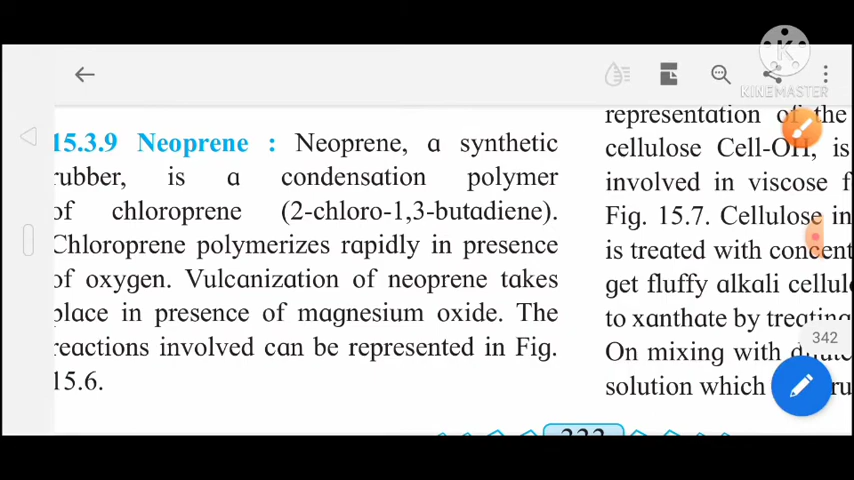 KINEMASTER
15.3.9 Neoprene : Neoprene, a synthetic
rubber, is a condensation polymer
of chloroprene (2-chloro-1,3-butadiene).
Chloroprene polymerizes rapidly in presence
of oxygen. Vulcanization of neoprene takes
place in presence of magnesium oxide. The
reactions involved can be represented in Fig.
15.6.
representation of the
cellulose Cell-OH, is
involved in viscose
Fig. 15.7. Cellulose in
is treated with
get fluffy alkali
to xanthate by treating
342
On mixing with
solution which